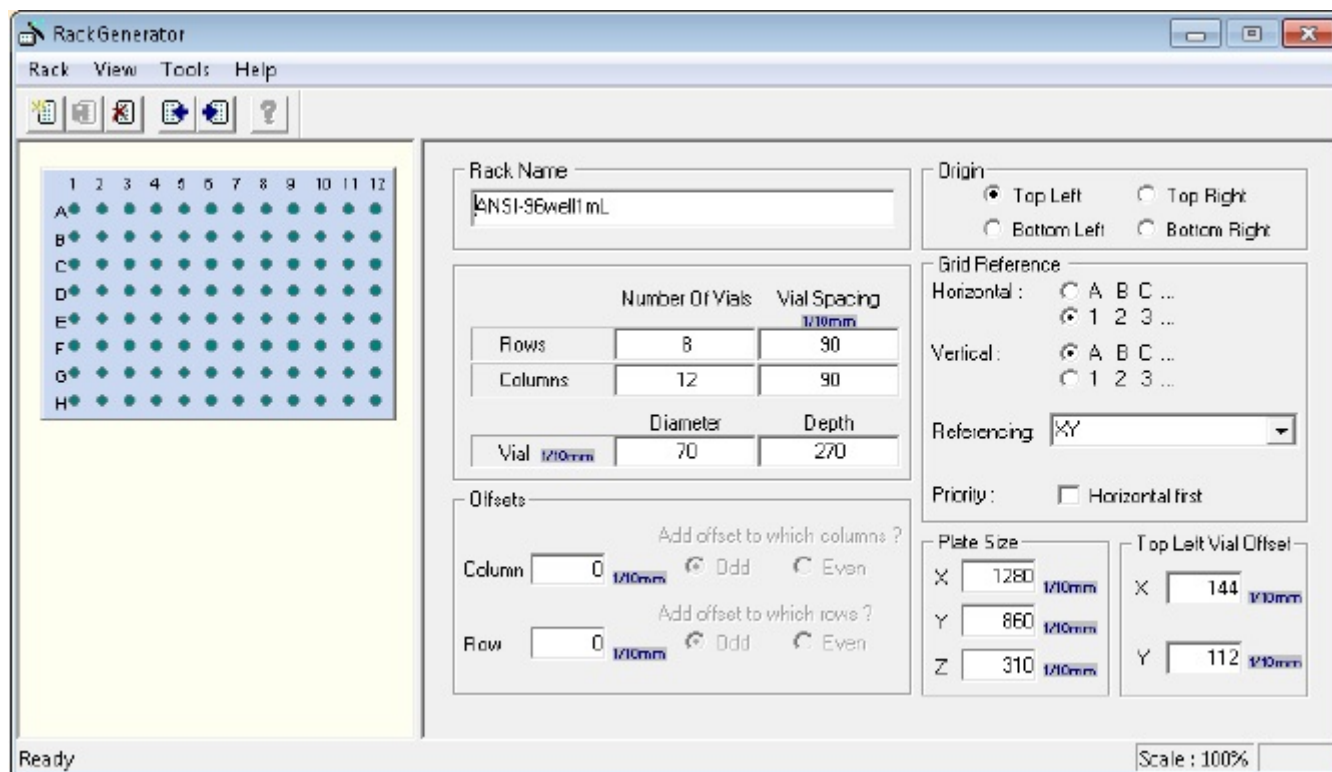 RackGenerator
Rack View Tools Help
1 2 3 4 5 6 7 8 9 10 11 12
A
B
C
D
E
F
G
H
Rack Name
ANSI-96well1mL
Number Of Vials Vial Spacing
1/10mm
Rows 8 90
Columns 12 90
Diameter Depth
Vial 1/10mm 70 270
Offsets
Add offset to which columns ?
Column 0 1/10mm Odd Even
Add offset to which rows ?
Row 0 1/10mm Odd Even
Origin
Top Left Top Right
Bottom Left Bottom Right
Grid Reference
Horizontal : A B C ...
1 2 3 ...
Vertical : A B C ...
1 2 3 ...
Referencing: XY
Priority : Horizontal first
Plate Size
X 1280 1/10mm
Y 860 1/10mm
Z 310 1/10mm
Top Left Vial Offset
X 144 1/10mm
Y 112 1/10mm
Ready Scale : 100%